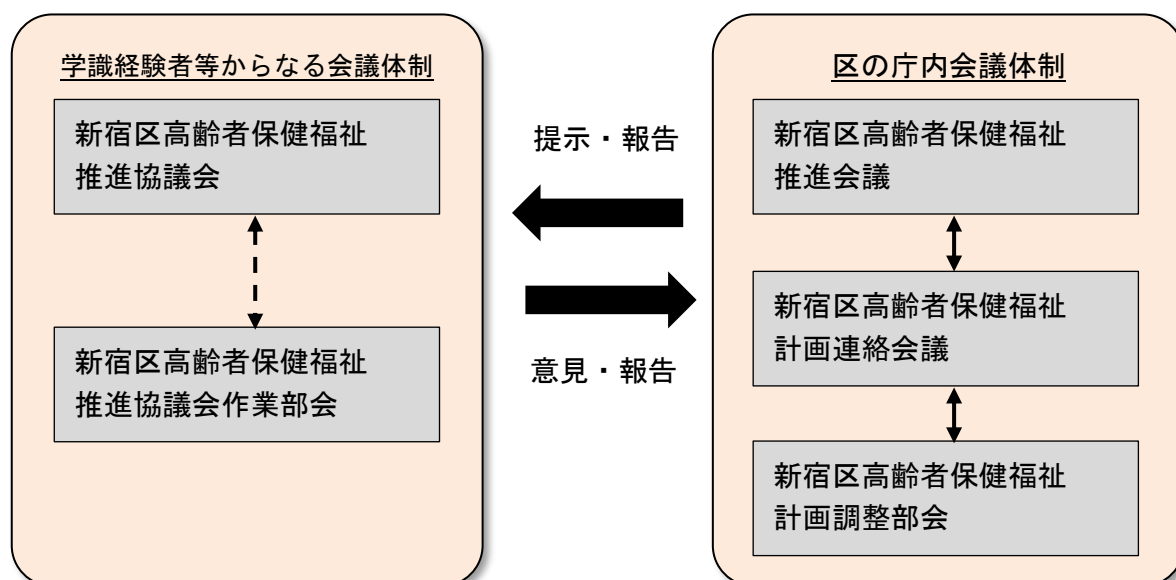 学識経験者等からなる会議体制
新宿区高齢者保健福祉
推進協議会
新宿区高齢者保健福祉
推進協議会作業部会
提示・報告
意見・報告
区の庁内会議体制
新宿区高齢者保健福祉
推進会議
新宿区高齢者保健福祉
計画連絡会議
新宿区高齢者保健福祉
計画調整部会